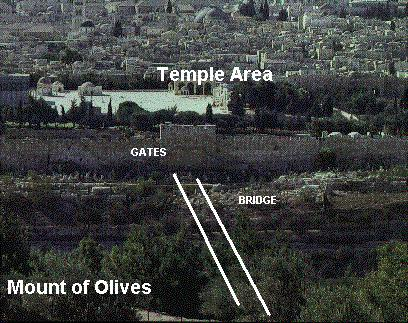 Temple Area
GATES
BRIDGE
Mount of Olives